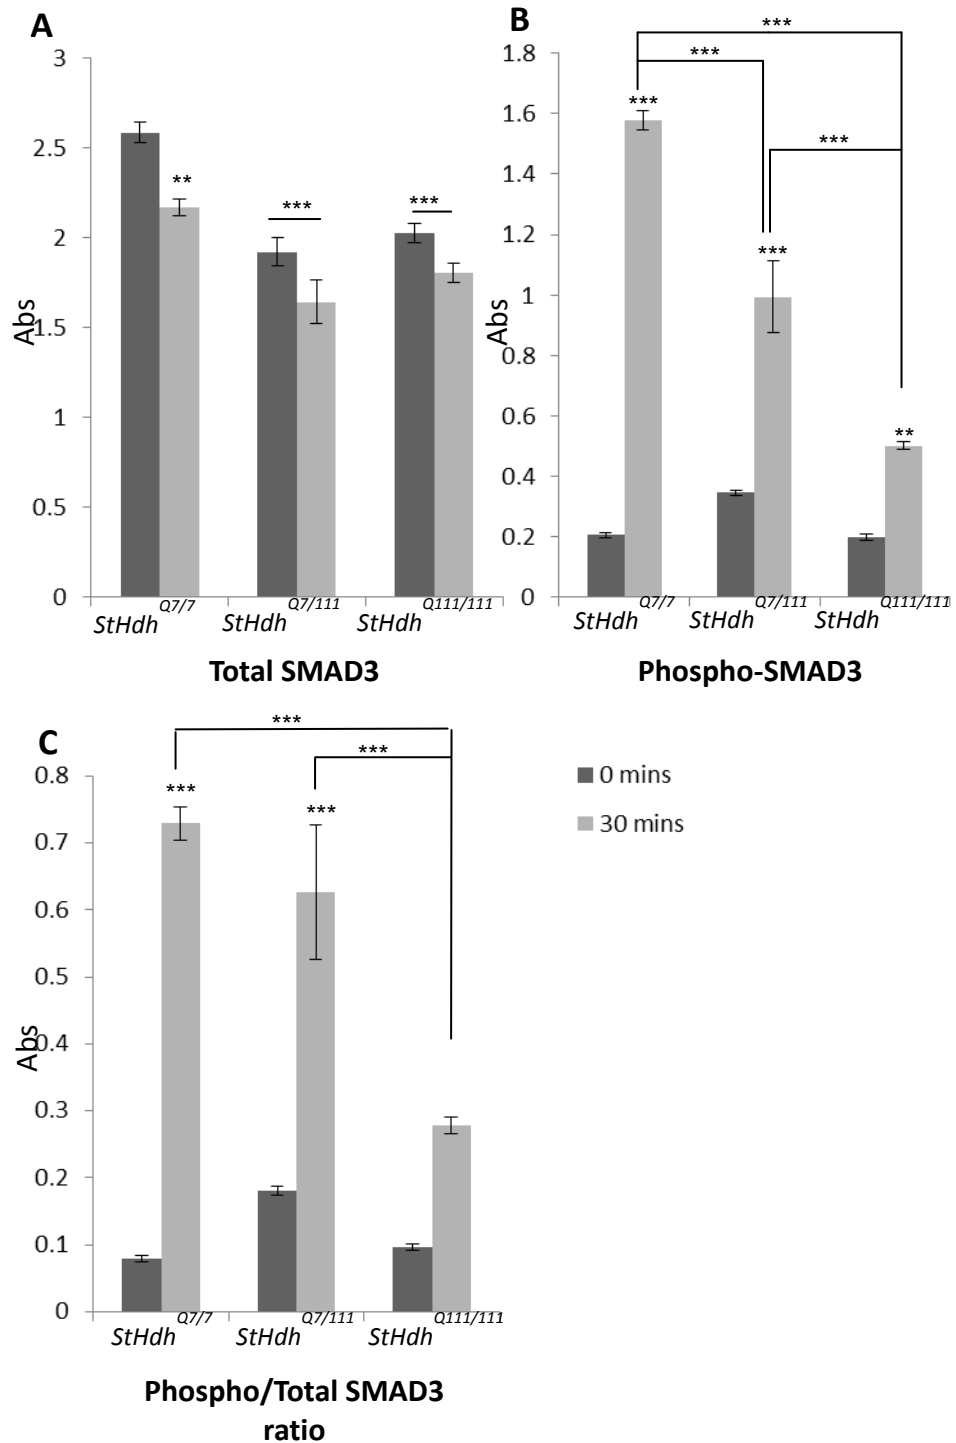 A
***
**
***
***
3
2.5
2
1.5
1
0.5
0
Abs
StHdh Q7/7
StHdh Q7/111
StHdh Q111/111
Total SMAD3
B
***
***
***
***
***
**
1.8
1.6
1.4
1.2
1
0.8
0.6
0.4
0.2
0
Abs
StHdh Q7/7
StHdh Q7/111
StHdh Q111/111
Phospho-SMAD3
C
***
***
***
***
0.8
0.7
0.6
0.5
0.4
0.3
0.2
0.1
0
Abs
StHdh Q7/7
StHdh Q7/111
StHdh Q111/111
Phospho/Total SMAD3
ratio
0 mins
30 mins